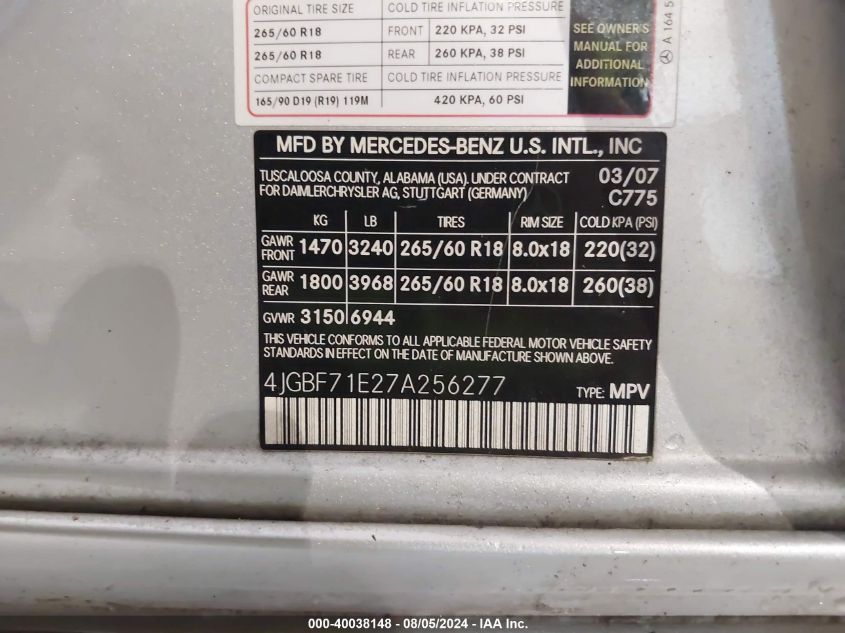 ORIGINAL TIRE SIZE COLD TIRE INFLATION PRESSURE
265/60 R18 FRONT 220 KPA, 32 PSI
265/60 R18 REAR 260 KPA, 38 PSI
COMPACT SPARE TIRE COLD TIRE INFLATION PRESSURE
165/90 D19 (R19) 119M 420 KPA, 60 PSI
SEE OWNER'S
MANUAL FOR
ADDITIONAL
INFORMATION
A 164 5
MFD BY MERCEDES-BENZ U.S. INTL., INC
TUSCALOOSA COUNTY, ALABAMA (USA). UNDER CONTRACT 03/07
FOR DAIMLERCHRYSLER AG, STUTTGART (GERMANY) C775
KG LB TIRES RIM SIZE COLD KPA (PSI)
GAWR FRONT 1470 3240 265/60 R18 8.0x18 220(32)
GAWR REAR 1800 3968 265/60 R18 8.0x18 260(38)
GVWR 3150 6944
THIS VEHICLE CONFORMS TO ALL APPLICABLE FEDERAL MOTOR VEHICLE SAFETY
STANDARDS IN EFFECT ON THE DATE OF MANUFACTURE SHOWN ABOVE.
4JGBF71E27A256277 TYPE: MPV
000-40038148 - 08/05/2024 - IAAI.com